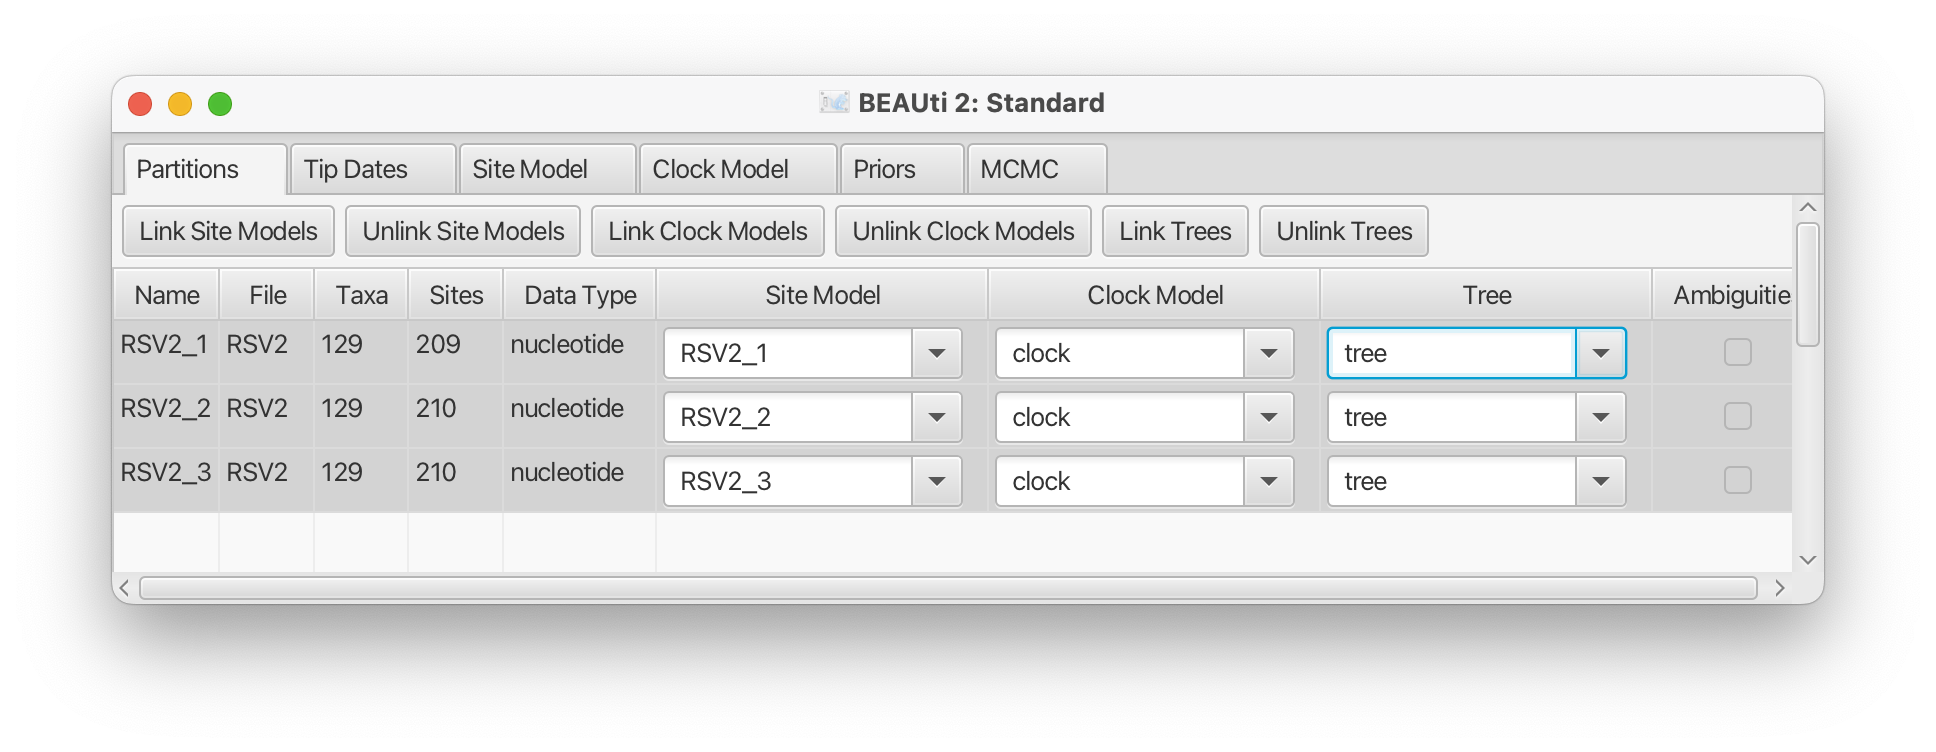 BEAUti 2: Standard
Partitions Tip Dates Site Model Clock Model Priors MCMC
Link Site Models Unlink Site Models Link Clock Models Unlink Clock Models Link Trees Unlink Trees
Name File Taxa Sites Data Type Site Model Clock Model Tree Ambiguitie
RSV2_1 RSV2 129 209 nucleotide RSV2_1 clock tree
RSV2_2 RSV2 129 210 nucleotide RSV2_2 clock tree
RSV2_3 RSV2 129 210 nucleotide RSV2_3 clock tree